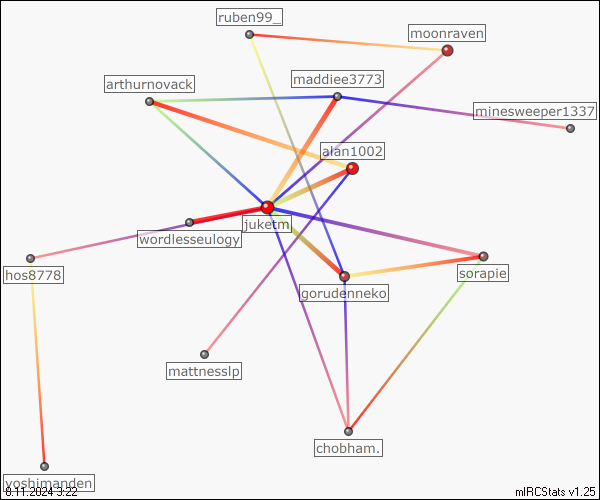 ruben99_
moonraven
maddiee3773
arthurnovack
minesweeper1337
alan1002
juketm
wordlesseulogy
hos8778
sorapie
gorudenneko
mattnesslp
chobham.
yoshimanden
8.11.2024 3:22
mIRCStats v1.25